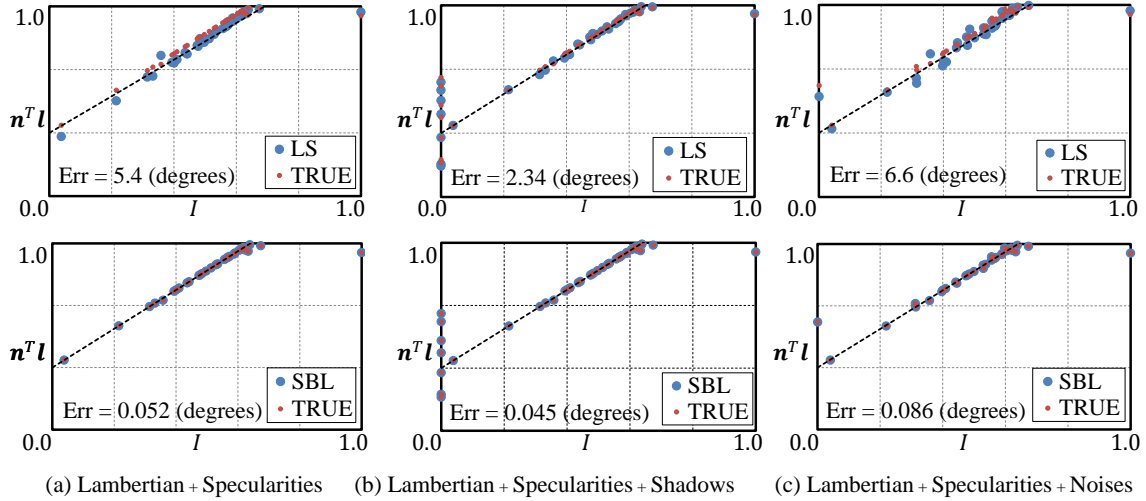 1.0
n^T l
LS
TRUE
Err = 5.4 (degrees)
0.0
I
1.0
1.0
n^T l
LS
TRUE
Err = 2.34 (degrees)
0.0
I
1.0
1.0
n^T l
LS
TRUE
Err = 6.6 (degrees)
0.0
I
1.0
1.0
n^T l
SBL
TRUE
Err = 0.052 (degrees)
0.0
I
1.0
1.0
n^T l
SBL
TRUE
Err = 0.045 (degrees)
0.0
I
1.0
1.0
n^T l
SBL
TRUE
Err = 0.086 (degrees)
0.0
I
1.0
(a) Lambertian + Specularities
(b) Lambertian + Specularities + Shadows
(c) Lambertian + Specularities + Noises